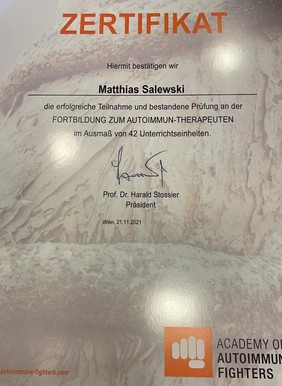 ZERTIFIKAT
Hiermit bestätigen wir
Matthias Salewski
die erfolgreiche Teilnahme und bestandene Prüfung an der
FORTBILDUNG ZUM AUTOIMMUN-THERAPEUTEN
im Ausmaß von 42 Unterrichtseinheiten.
Prof. Dr. Harald Stossier
Präsident
Wien, 21.11.2021
autoimmune-fighters.com
ACADEMY O
AUTOIMMUN
FIGHTERS